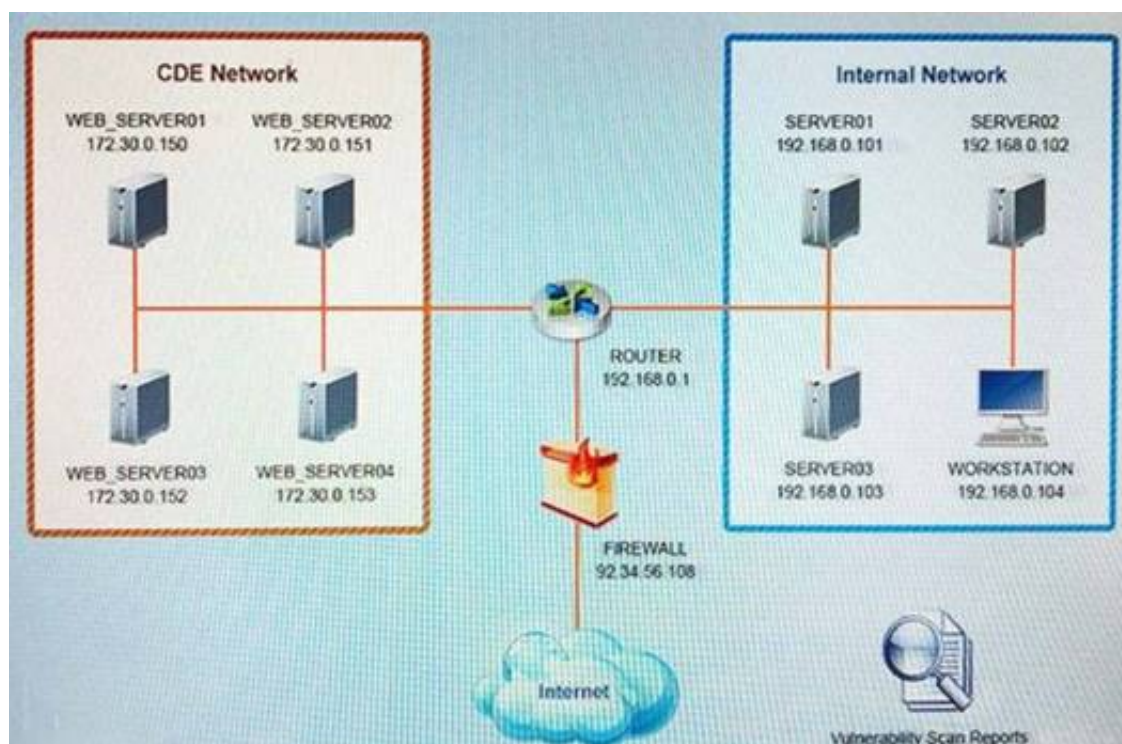 CDE Network
WEB_SERVER01
172.30.0.150
WEB_SERVER02
172.30.0.151
WEB_SERVER03
172.30.0.152
WEB_SERVER04
172.30.0.153
ROUTER
192.168.0.1
FIREWALL
92.34.56.108
Internet
Internal Network
SERVER01
192.168.0.101
SERVER02
192.168.0.102
SERVER03
192.168.0.103
WORKSTATION
192.168.0.104
Vulnerability Scan Reports